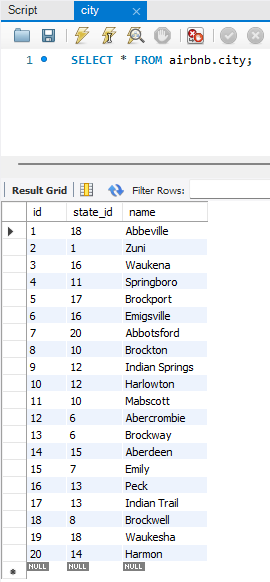 Script city
1 SELECT * FROM airbnb.city;
Result Grid Filter Rows:
id state_id name
1 18 Abbeville
2 1 Zuni
3 16 Waukena
4 11 Springboro
5 17 Brockport
6 16 Emigsville
7 20 Abbotsford
8 10 Brockton
9 12 Indian Springs
10 12 Harlowton
11 10 Mabscott
12 6 Abercrombie
13 6 Brockway
14 15 Aberdeen
15 7 Emily
16 13 Peck
17 13 Indian Trail
18 8 Brockwell
19 18 Waukesha
20 14 Harmon
NULL NULL NULL